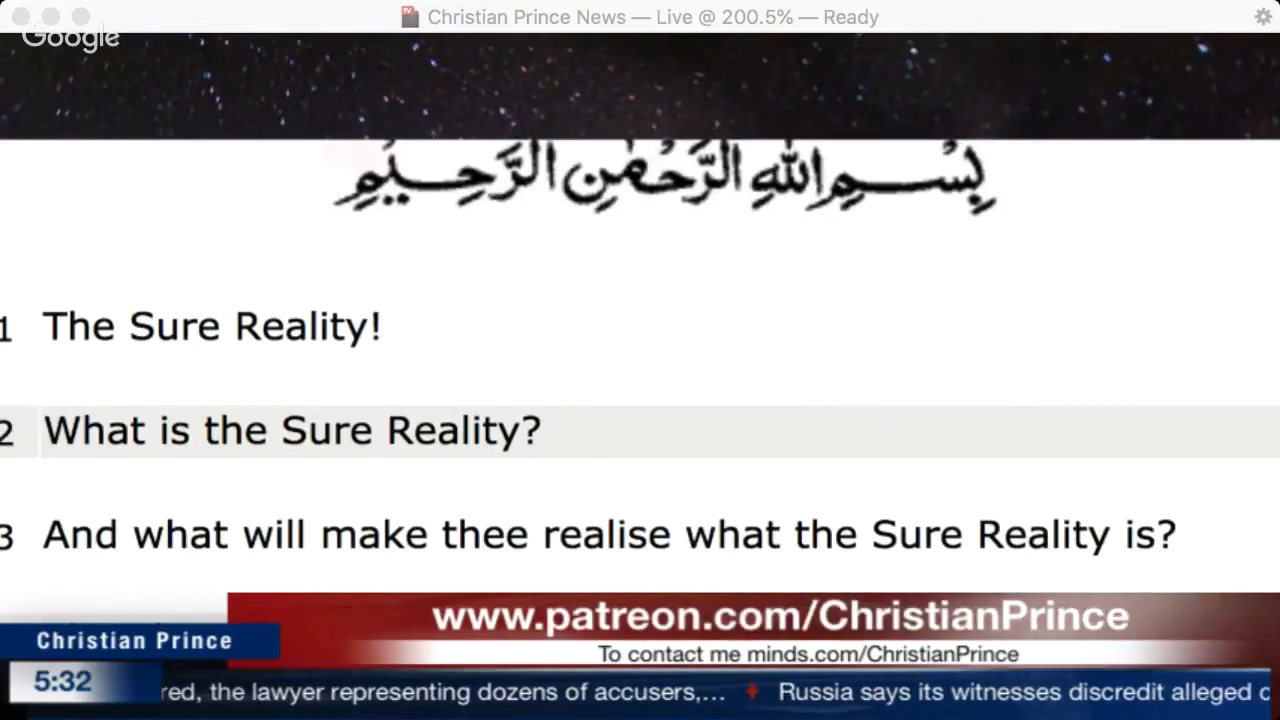 Christian Prince News — Live @ 200.5% — Ready
Google
بِسْمِ اللهِ الرَّحْمٰنِ الرَّحِيْمِ
1 The Sure Reality!
2 What is the Sure Reality?
3 And what will make thee realise what the Sure Reality is?
www.patreon.com/ChristianPrince
Christian Prince
To contact me minds.com/ChristianPrince
5:32
red, the lawyer representing dozens of accusers,... ♦ Russia says its witnesses discredit alleged c